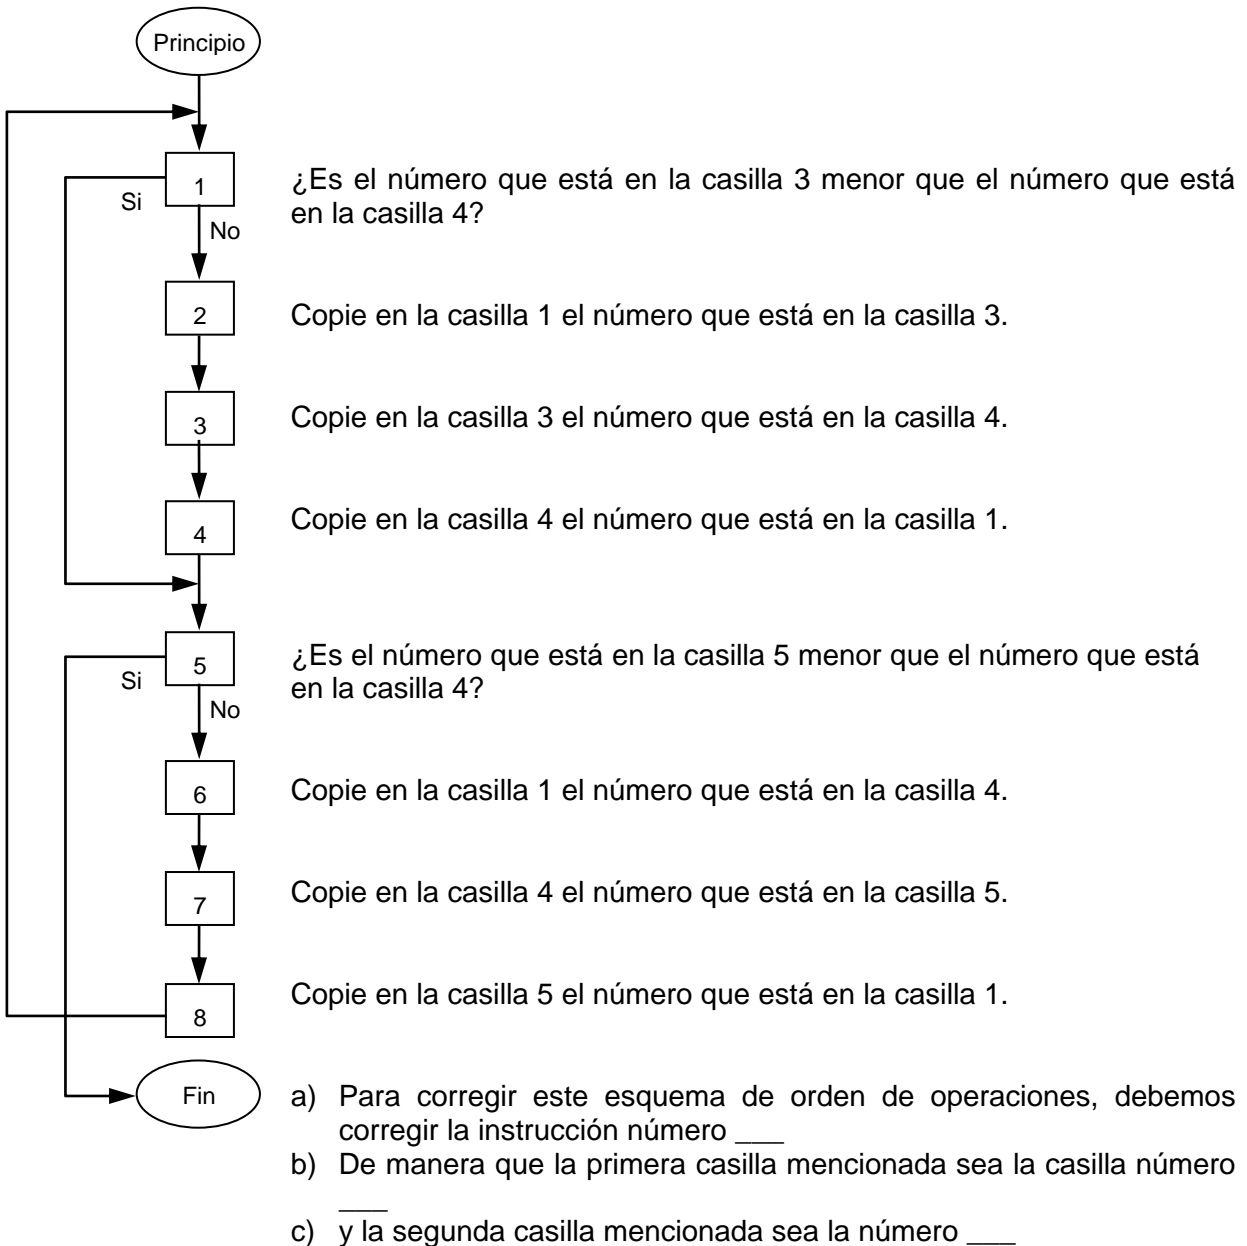 Principio
1
Si
No
¿Es el número que está en la casilla 3 menor que el número que está
en la casilla 4?
2
Copie en la casilla 1 el número que está en la casilla 3.
3
Copie en la casilla 3 el número que está en la casilla 4.
4
Copie en la casilla 4 el número que está en la casilla 1.
5
Si
No
¿Es el número que está en la casilla 5 menor que el número que está
en la casilla 4?
6
Copie en la casilla 1 el número que está en la casilla 4.
7
Copie en la casilla 4 el número que está en la casilla 5.
8
Copie en la casilla 5 el número que está en la casilla 1.
Fin
a) Para corregir este esquema de orden de operaciones, debemos
corregir la instrucción número ___
b) De manera que la primera casilla mencionada sea la casilla número
___
c) y la segunda casilla mencionada sea la número ___